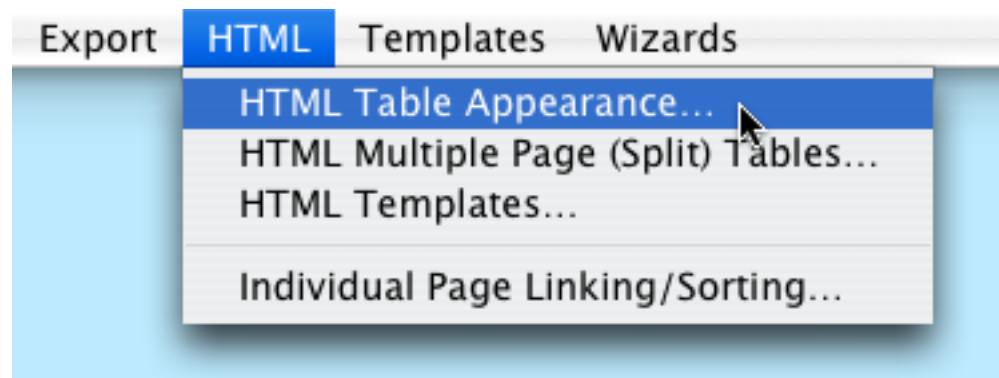 Export HTML Templates Wizards
HTML Table Appearance...
HTML Multiple Page (Split) Tables...
HTML Templates...
Individual Page Linking/Sorting...